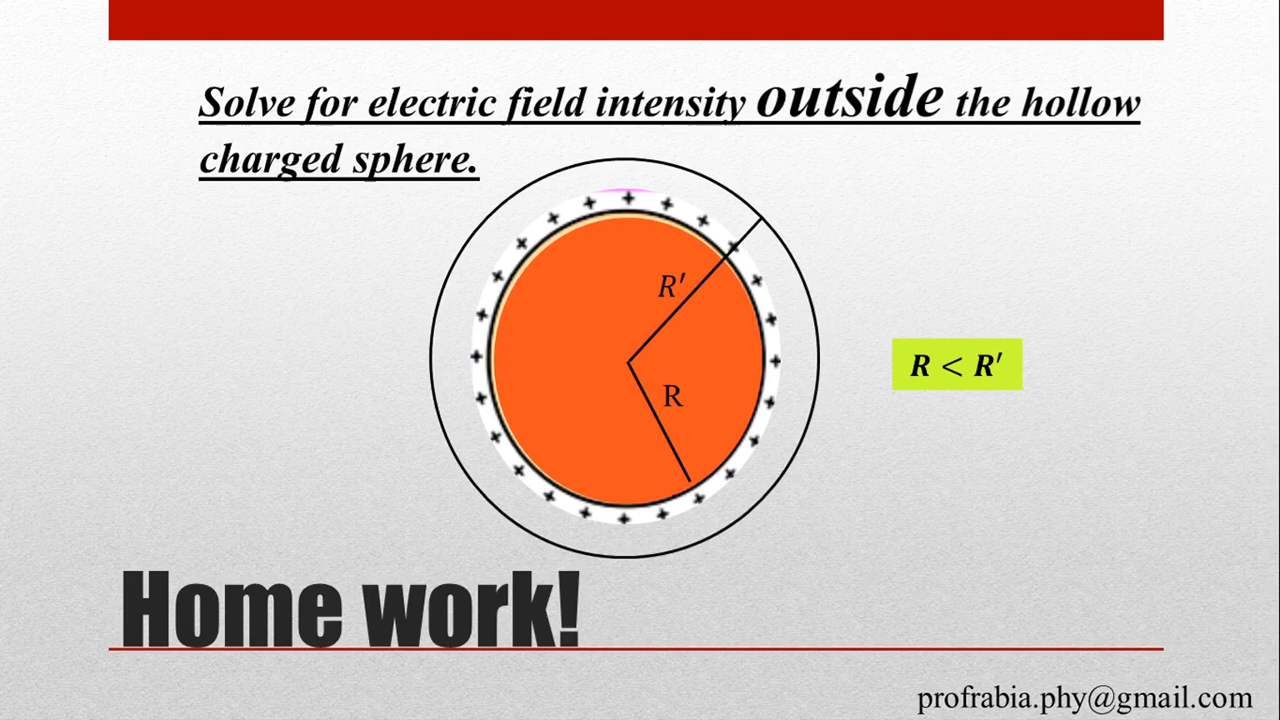 Solve for electric field intensity outside the hollow
charged sphere.
R′
R
R < R′
Home work!
profrabia.phy@gmail.com